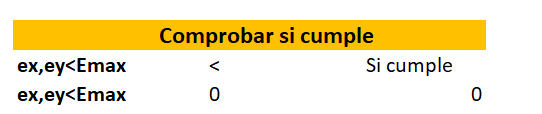 Comprobar si cumple
ex,ey<Emax < Si cumple
ex,ey<Emax 0 0